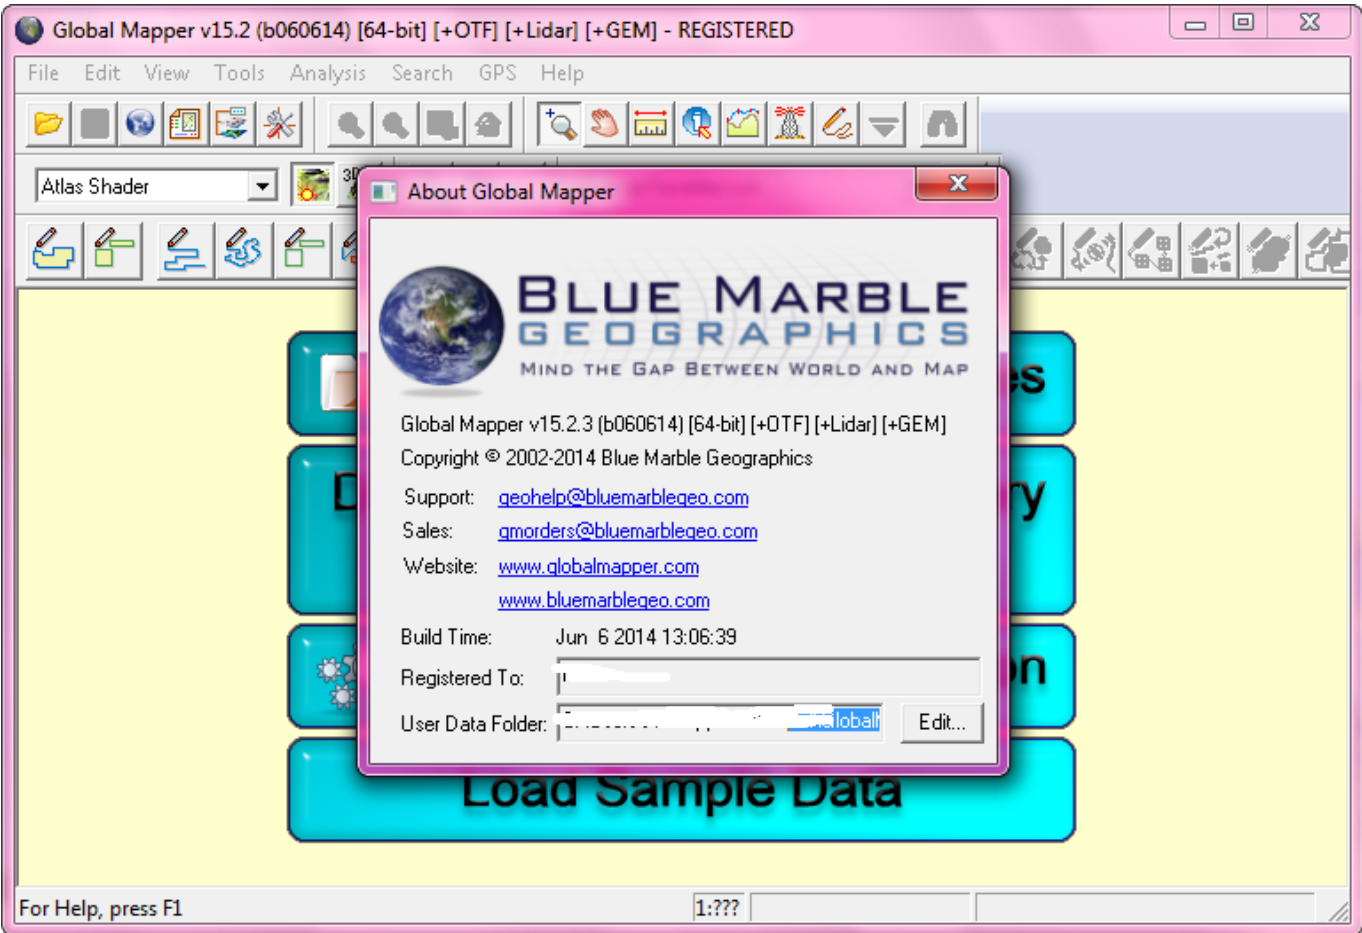 Global Mapper v15.2 (b060614) [64-bit] [+OTF] [+Lidar] [+GEM] - REGISTERED
File Edit View Tools Analysis Search GPS Help
Atlas Shader
3D
About Global Mapper
BLUE MARBLE
GEOGRAPHICS
MIND THE GAP BETWEEN WORLD AND MAP
Global Mapper v15.2.3 (b060614) [64-bit] [+OTF] [+Lidar] [+GEM]
Copyright © 2002-2014 Blue Marble Geographics
Support: geohelp@bluemarblegeo.com
Sales: gmorders@bluemarblegeo.com
Website: www.globalmapper.com
www.bluemarblegeo.com
Build Time: Jun 6 2014 13:06:39
Registered To:
User Data Folder: Edit...
Load Sample Data
For Help, press F1
1:???